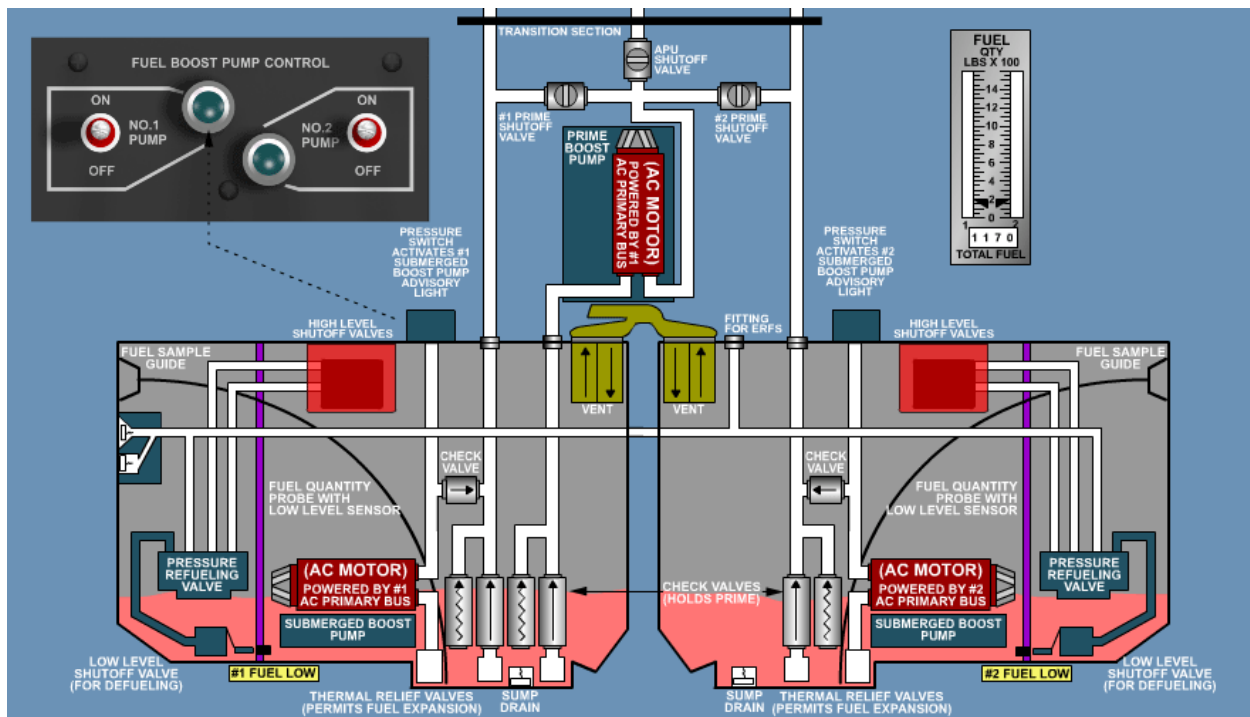 TRANSITION SECTION
APU
SHUTOFF
VALVE
FUEL
QTY
LBS X 100
14
12
10
8
6
4
2
0
1
2
1 1 7 0
TOTAL FUEL
FUEL BOOST PUMP CONTROL
ON
NO.1
PUMP
OFF
ON
NO.2
PUMP
OFF
#1 PRIME
SHUTOFF
VALVE
#2 PRIME
SHUTOFF
VALVE
PRIME
BOOST
PUMP
(AC MOTOR)
POWERED BY #1
AC PRIMARY BUS
PRESSURE
SWITCH
ACTIVATES #1
SUBMERGED
BOOST PUMP
ADVISORY
LIGHT
PRESSURE
SWITCH
ACTIVATES #2
SUBMERGED
BOOST PUMP
ADVISORY
LIGHT
HIGH LEVEL
SHUTOFF VALVES
FITTING
FOR ERFS
HIGH LEVEL
SHUTOFF VALVES
FUEL SAMPLE
GUIDE
FUEL SAMPLE
GUIDE
VENT
VENT
CHECK
VALVE
CHECK
VALVE
FUEL QUANTITY
PROBE WITH
LOW LEVEL SENSOR
FUEL QUANTITY
PROBE WITH
LOW LEVEL SENSOR
PRESSURE
REFUELING
VALVE
(AC MOTOR)
POWERED BY #1
AC PRIMARY BUS
SUBMERGED BOOST
PUMP
CHECK VALVES
(HOLDS PRIME)
(AC MOTOR)
POWERED BY #2
AC PRIMARY BUS
SUBMERGED BOOST
PUMP
PRESSURE
REFUELING
VALVE
LOW LEVEL
SHUTOFF VALVE
(FOR DEFUELING)
#1 FUEL LOW
THERMAL RELIEF VALVES
(PERMITS FUEL EXPANSION)
SUMP
DRAIN
SUMP
DRAIN
THERMAL RELIEF VALVES
(PERMITS FUEL EXPANSION)
#2 FUEL LOW
LOW LEVEL
SHUTOFF VALVE
(FOR DEFUELING)